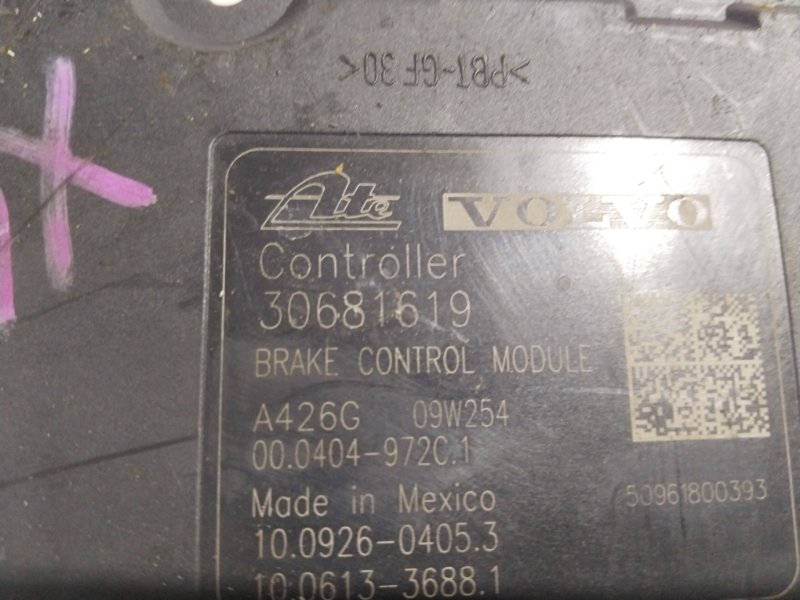 >PBT-GF30<
Ate VOLVO
Controller
30681619
BRAKE CONTROL MODULE
A426G 09W254
00.0404-972C.1
Made in Mexico 50961800393
10.0926-0405.3
10.0613-3688.1